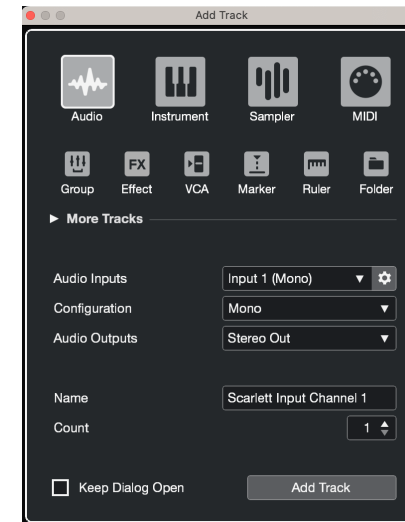 Add Track
Audio Instrument Sampler MIDI
FX
Group Effect VCA Marker Ruler Folder
More Tracks
Audio Inputs Input 1 (Mono)
Configuration Mono
Audio Outputs Stereo Out
Name Scarlett Input Channel 1
Count 1
Keep Dialog Open Add Track